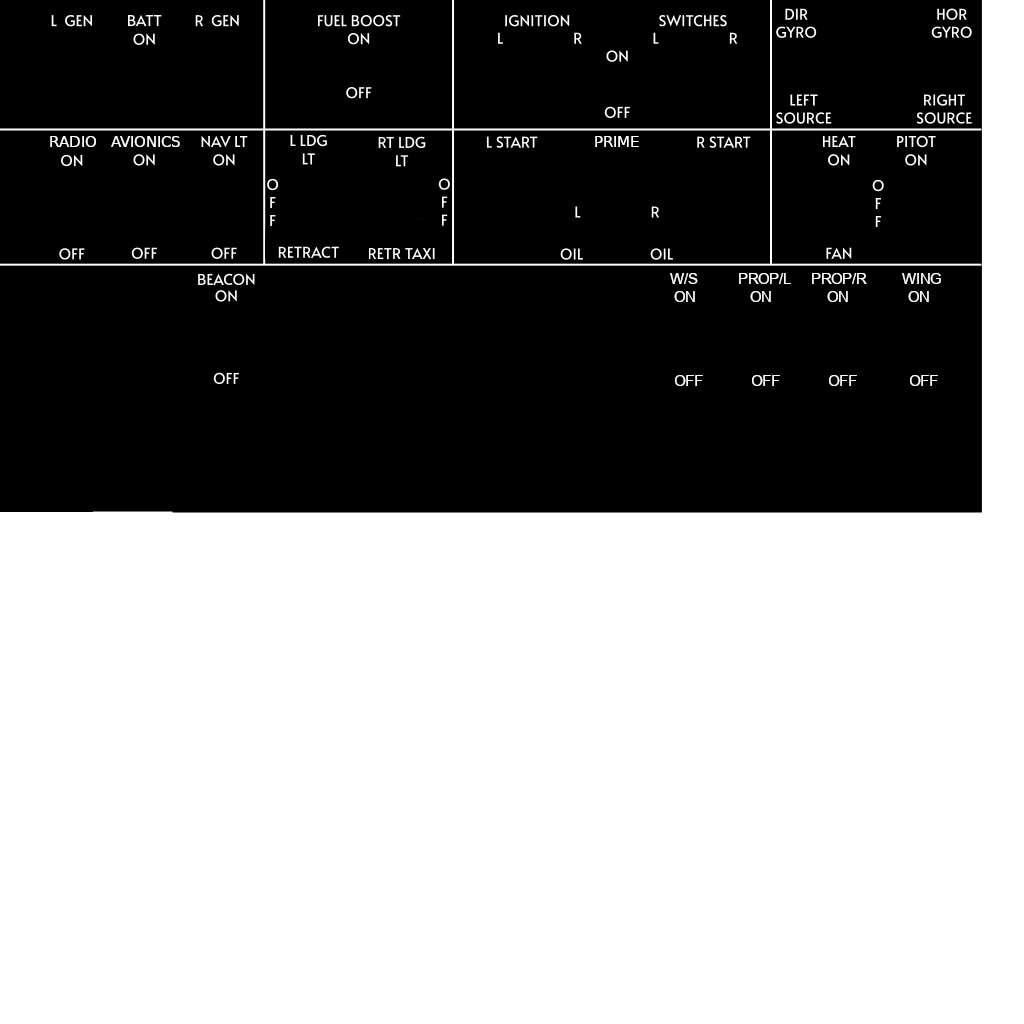 L GEN BATT R GEN
ON
FUEL BOOST
ON
OFF
IGNITION SWITCHES
L R L R
ON
OFF
DIR HOR
GYRO GYRO
LEFT RIGHT
SOURCE SOURCE
RADIO AVIONICS NAV LT
ON ON ON
OFF OFF OFF
L LDG RT LDG
LT LT
O O
F F
F F
RETRACT RETR TAXI
L START PRIME R START
L R
OIL OIL
HEAT PITOT
ON ON
O
F
F
FAN
BEACON
ON
OFF
W/S PROP/L PROP/R WING
ON ON ON ON
OFF OFF OFF OFF